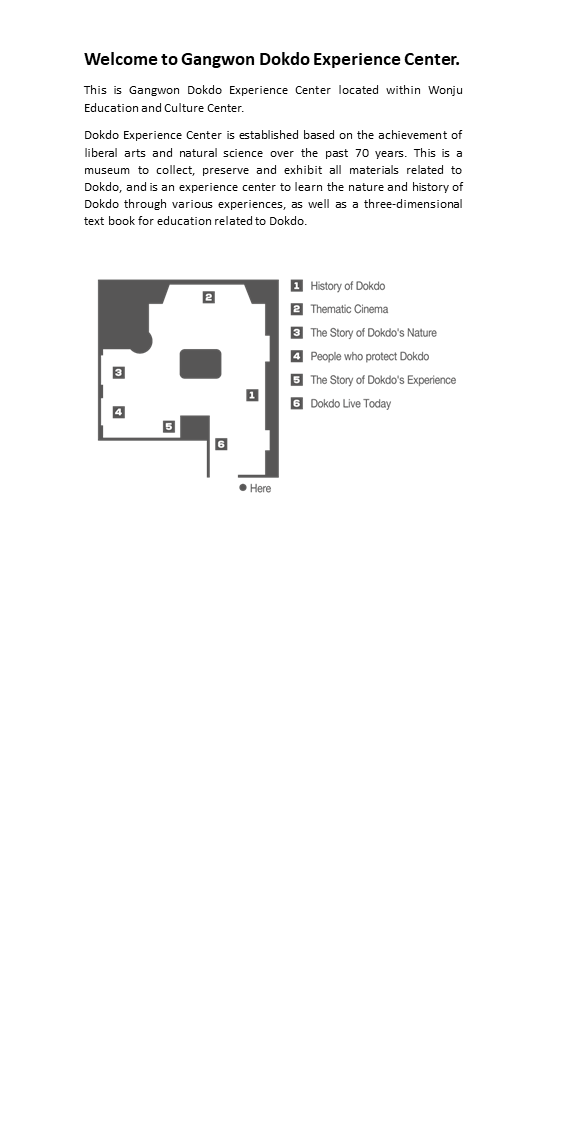 Welcome to Gangwon Dokdo Experience Center.
This is Gangwon Dokdo Experience Center located within Wonju
Education and Culture Center.
Dokdo Experience Center is established based on the achievement of
liberal arts and natural science over the past 70 years. This is a
museum to collect, preserve and exhibit all materials related to
Dokdo, and is an experience center to learn the nature and history of
Dokdo through various experiences, as well as a three-dimensional
text book for education related to Dokdo.
2
3
1
4
5
6
Here
1 History of Dokdo
2 Thematic Cinema
3 The Story of Dokdo's Nature
4 People who protect Dokdo
5 The Story of Dokdo's Experience
6 Dokdo Live Today